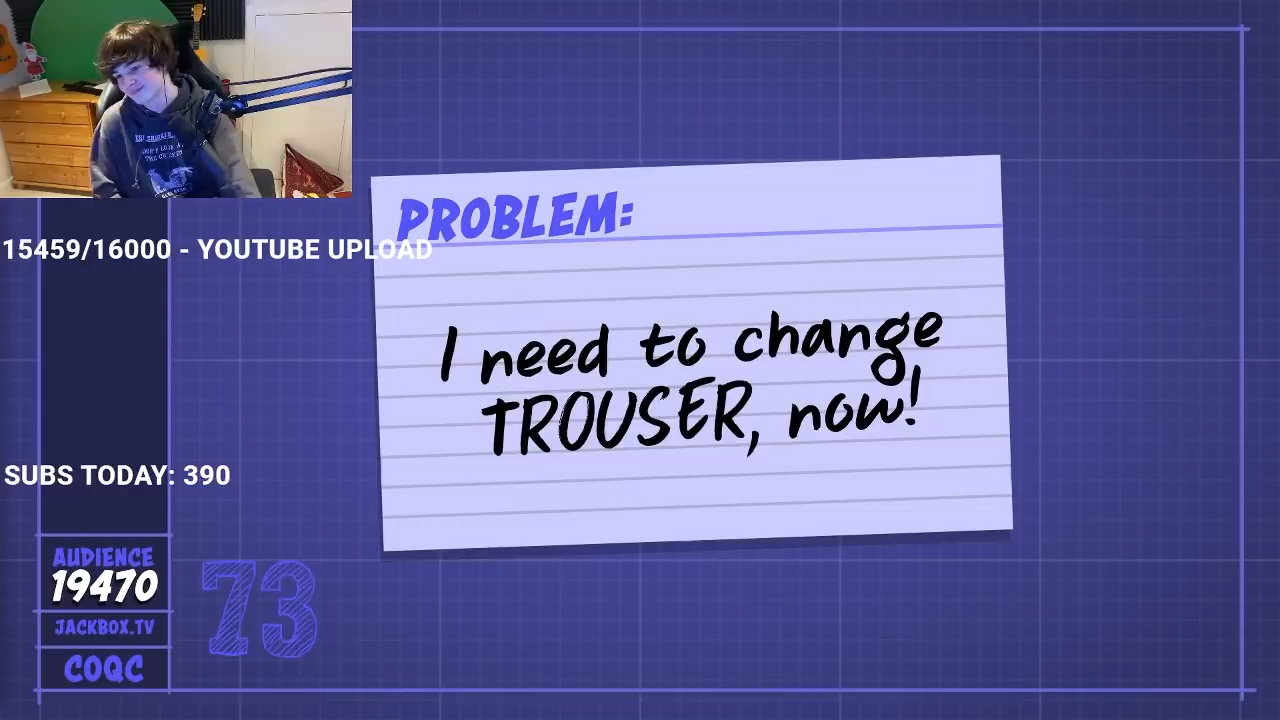 PROBLEM:
15459/16000 - YOUTUBE UPLOAD
I need to change
TROUSER, now!
SUBS TODAY: 390
AUDIENCE
19470
JACKBOX.TV
COQC
73